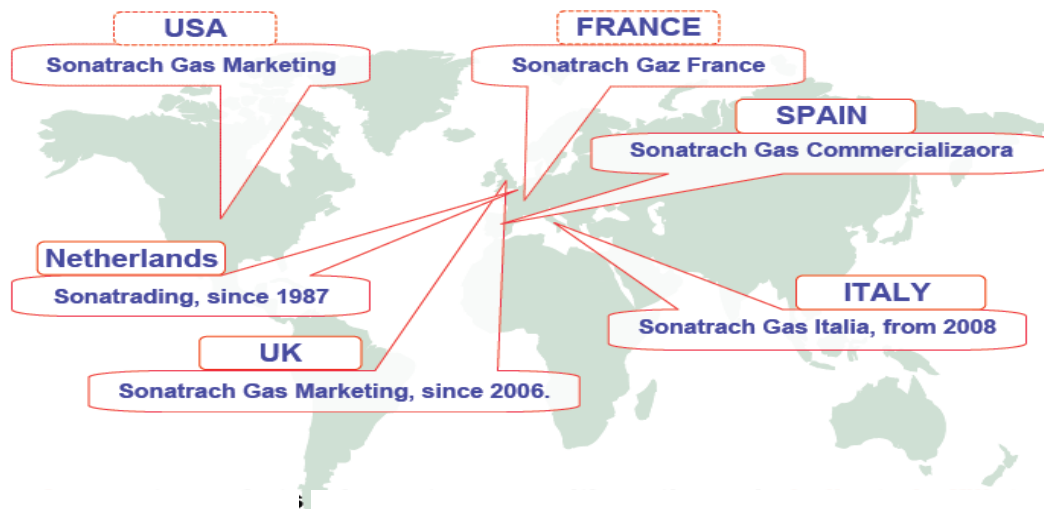 USA
Sonatrach Gas Marketing
FRANCE
Sonatrach Gaz France
SPAIN
Sonatrach Gas Commercializaora
Netherlands
Sonatrading, since 1987
ITALY
Sonatrach Gas Italia, from 2008
UK
Sonatrach Gas Marketing, since 2006.
s